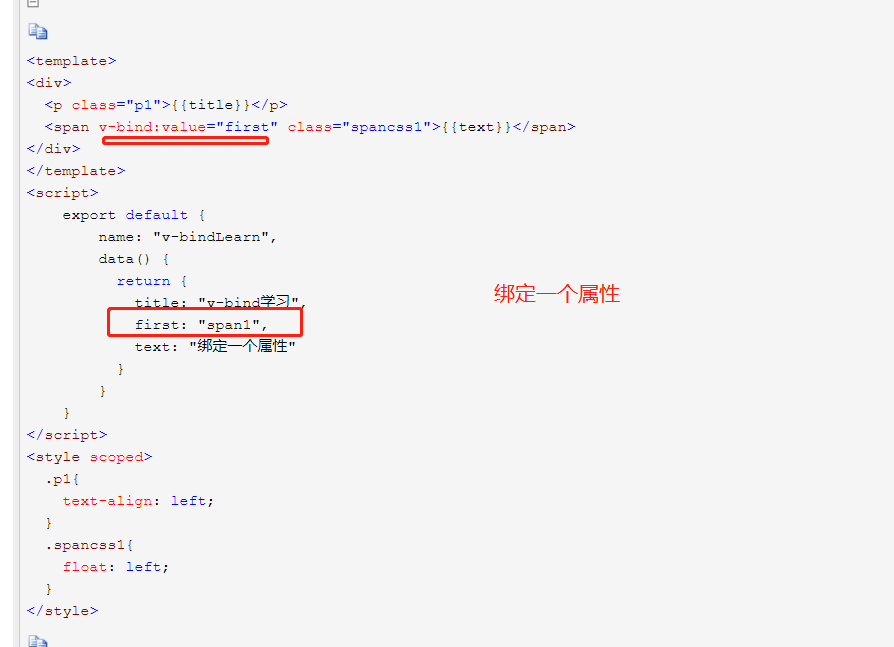 <template>
<div>
  <p class="p1">{{title}}</p>
  <span v-bind:value="first" class="spancss1">{{text}}</span>
</div>
</template>
<script>
    export default {
        name: "v-bindLearn",
        data() {
          return {
            title: "v-bind学习",
            first: "span1",
            text: "绑定一个属性"
          }
        }
    }
</script>
<style scoped>
  .p1{
    text-align: left;
  }
  .spancss1{
    float: left;
  }
</style>
绑定一个属性